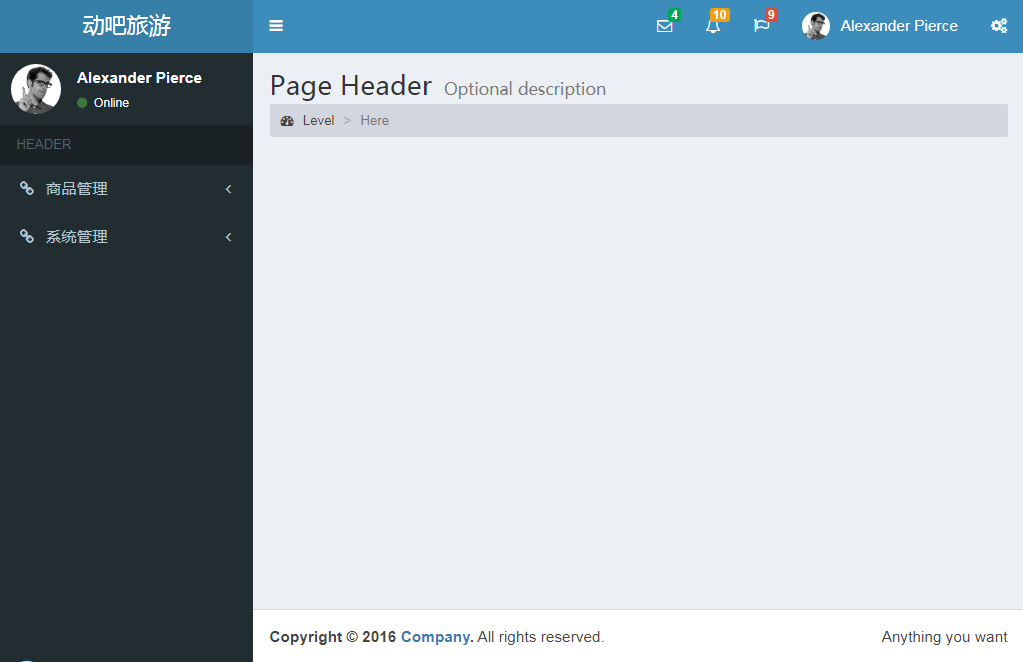 动吧旅游
4
10
9
Alexander Pierce
Alexander Pierce
Online
HEADER
商品管理
系统管理
Page Header Optional description
Level > Here
Copyright © 2016 Company. All rights reserved.
Anything you want